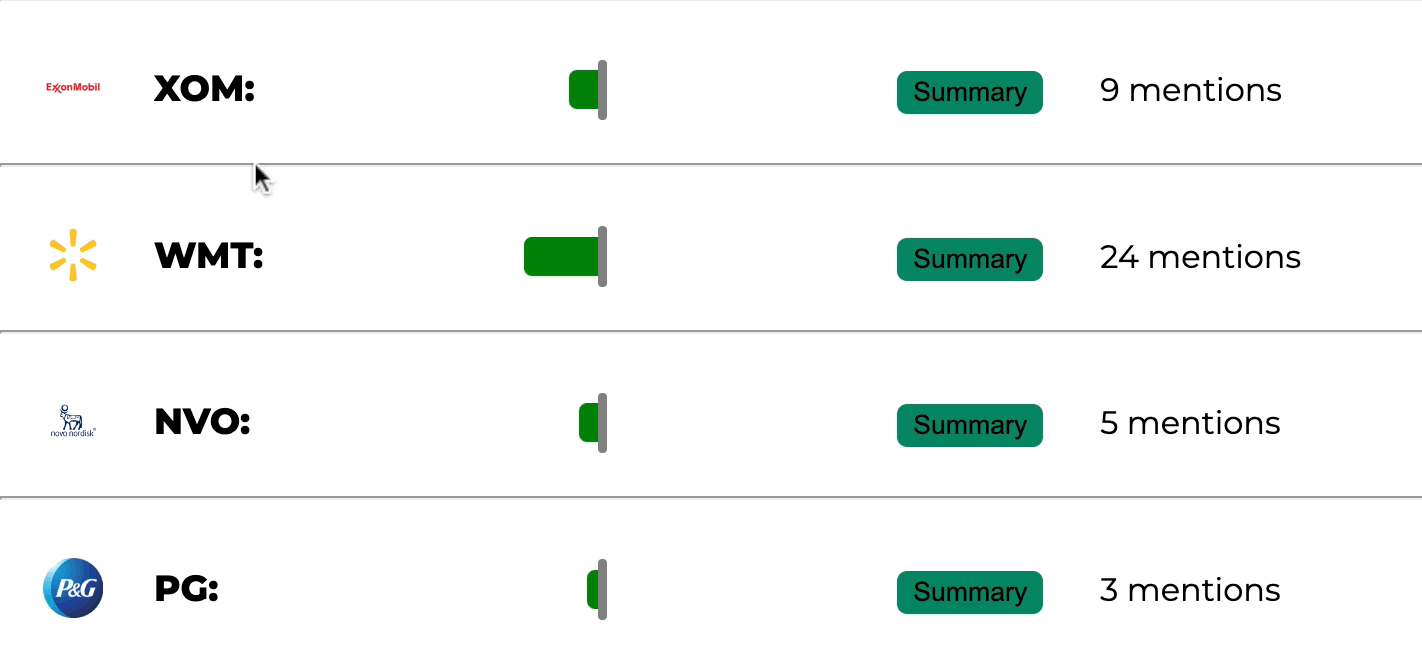 ExxonMobil XOM: Summary 9 mentions
WMT: Summary 24 mentions
novo nordisk® NVO: Summary 5 mentions
P&G PG: Summary 3 mentions